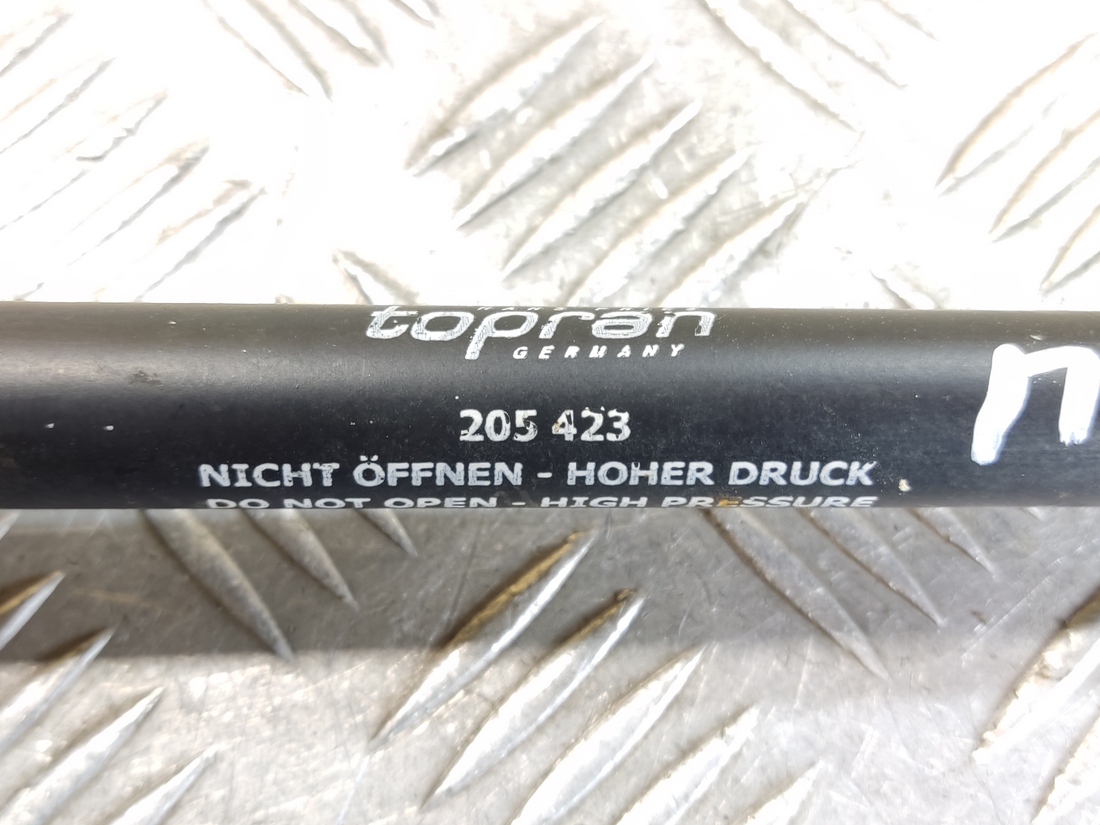 topran
GERMANY
205 423
NICHT ÖFFNEN - HOHER DRUCK
DO NOT OPEN - HIGH PRESSURE